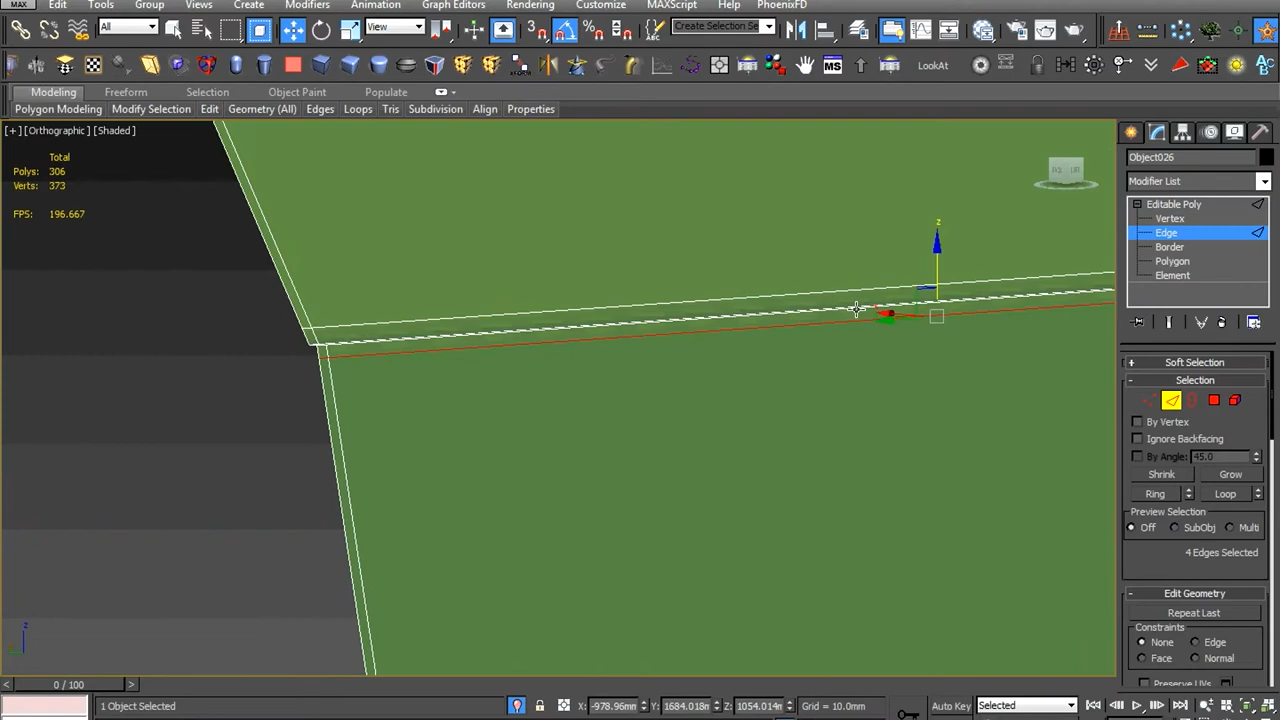 MAX Edit Tools Group Views Create Modifiers Animation Graph Editors Rendering Customize MAXScript Help PhoenixFD
All View 3 Create Selection Se
MS LookAt
Modeling Freeform Selection Object Paint Populate
Polygon Modeling Modify Selection Edit Geometry (All) Edges Loops Tris Subdivision Align Properties
[+] [Orthographic] [Shaded]
Total
Polys: 306
Verts: 373
FPS: 196.667
z
Object026
Modifier List
Editable Poly
Vertex
Edge
Border
Polygon
Element
+ Soft Selection
- Selection
By Vertex
Ignore Backfacing
By Angle: 45.0
Shrink Grow
Ring Loop
Preview Selection
Off SubObj Multi
4 Edges Selected
- Edit Geometry
Repeat Last
Constraints
None Edge
Face Normal
Preserve UVs
z
< 0 / 100 >
1 Object Selected X: -978.96mm Y: 1684.018m Z: 1054.014m Grid = 10.0mm Auto Key Selected